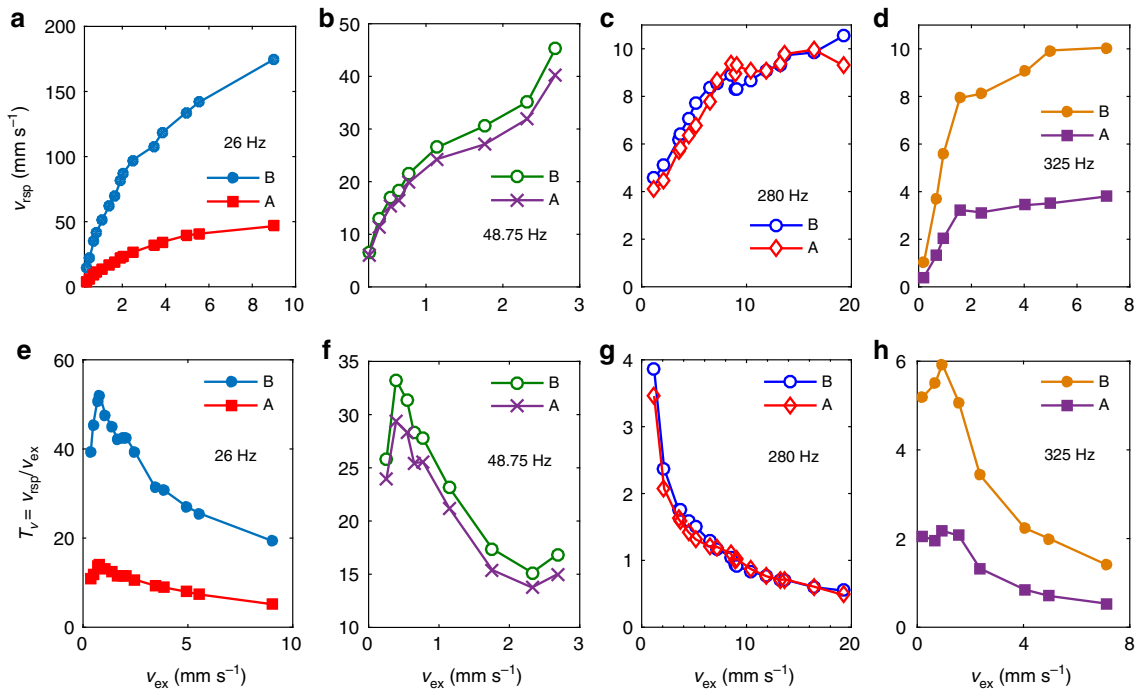 a
b
c
d
200
150
100
50
0
v_rsp (mm s⁻¹)
26 Hz
B
A
2 4 6 8 10
50
40
30
20
10
0
B
A
48.75 Hz
1 2 3
10
8
6
4
2
0
280 Hz
B
A
0 10 20
10
8
6
4
2
0
B
A
325 Hz
0 2 4 6 8
e
f
g
h
60
40
20
0
T_v = v_rsp/v_ex
B
A
26 Hz
0 5 10
v_ex (mm s⁻¹)
35
30
25
20
15
10
B
A
48.75 Hz
0 1 2 3
v_ex (mm s⁻¹)
4
3
2
1
0
B
A
280 Hz
0 10 20
v_ex (mm s⁻¹)
6
4
2
0
B
A
325 Hz
0 4 8
v_ex (mm s⁻¹)